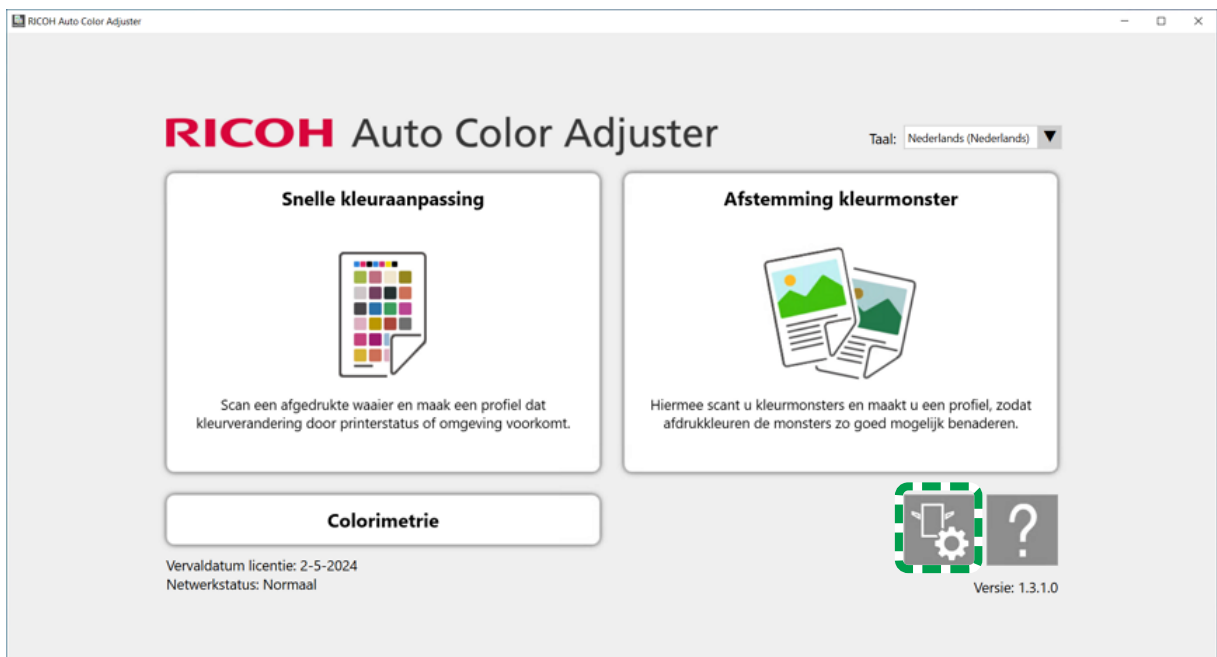 RICOH Auto Color Adjuster
RICOH Auto Color Adjuster
Taal: Nederlands (Nederlands)
Snelle kleuraanpassing
Scan een afgedrukte waaier en maak een profiel dat
kleurverandering door printerstatus of omgeving voorkomt.
Afstemming kleurmonster
Hiermee scant u kleurmonsters en maakt u een profiel, zodat
afdrukkleuren de monsters zo goed mogelijk benaderen.
Colorimetrie
?
Vervaldatum licentie: 2-5-2024
Netwerkstatus: Normaal
Versie: 1.3.1.0